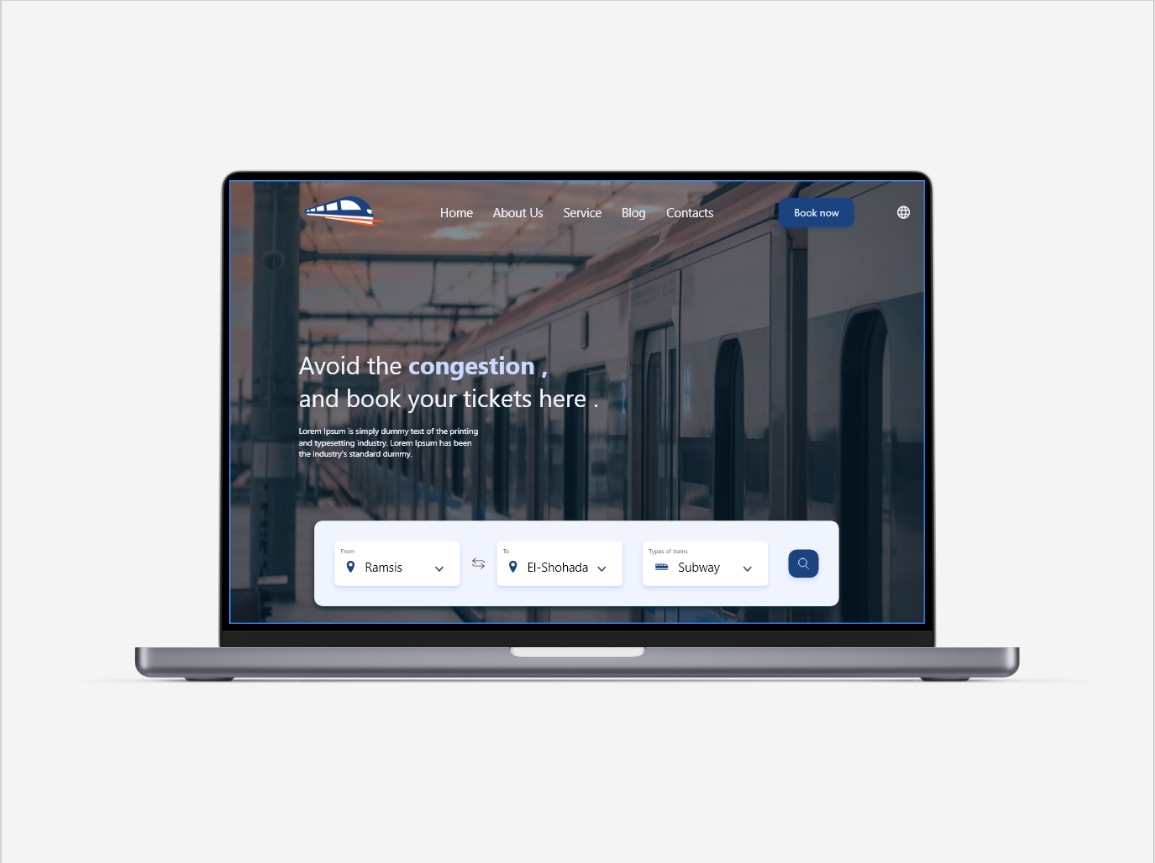 Home About Us Service Blog Contacts Book now
Avoid the congestion ,
and book your tickets here .
Lorem Ipsum is simply dummy text of the printing
and typesetting industry. Lorem Ipsum has been
the industry's standard dummy.
From To Types of trains
Ramsis El-Shohada Subway